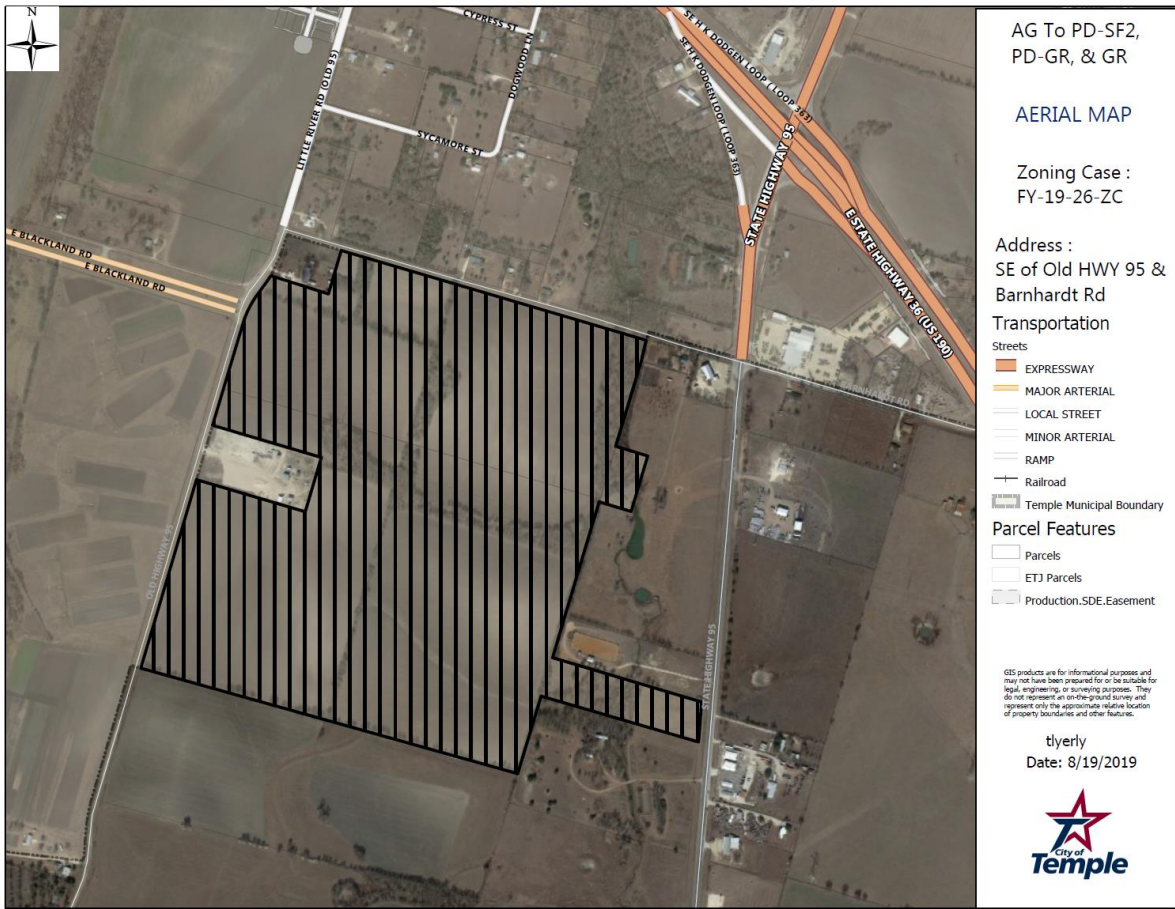 N
CYPRESS ST
DOGWOOD LN
LITTLE RIVER RD (OLD 95)
SYCAMORE ST
SE H K DODGEN LOOP ( LOOP 363)
SE H K DODGEN LOOP ( LOOP 363)
STATE HIGHWAY 95
E STATE HIGHWAY 36 (US 190)
E BLACKLAND RD
E BLACKLAND RD
BARNHARDT RD
OLD HIGHWAY 95
STATE HIGHWAY 95
AG To PD-SF2,
PD-GR, & GR
AERIAL MAP
Zoning Case :
FY-19-26-ZC
Address :
SE of Old HWY 95 &
Barnhardt Rd
Transportation
Streets
EXPRESSWAY
MAJOR ARTERIAL
LOCAL STREET
MINOR ARTERIAL
RAMP
Railroad
Temple Municipal Boundary
Parcel Features
Parcels
ETJ Parcels
Production.SDE.Easement
GIS products are for informational purposes and
may not have been prepared for or be suitable for
legal, engineering, or surveying purposes. They
do not represent an on-the-ground survey and
represent only the approximate relative location
of property boundaries and other features.
tlyerly
Date: 8/19/2019
City of
Temple